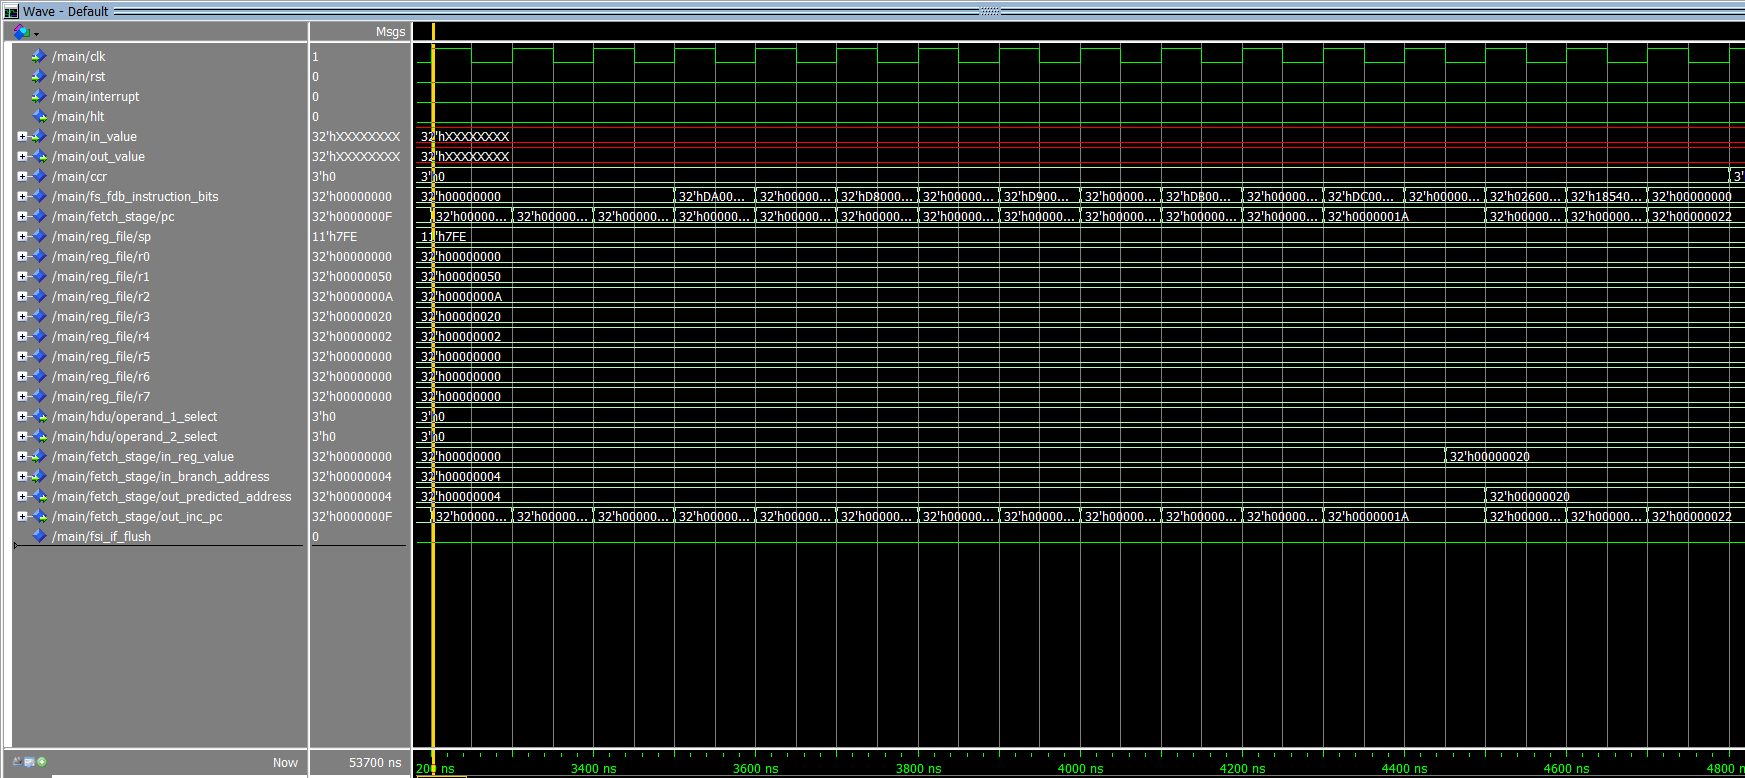 Wave - Default
Msgs
/main/clk 1
/main/rst 0
/main/interrupt 0
/main/hlt 0
/main/in_value 32'hXXXXXXXX 32'hXXXXXXXX
/main/out_value 32'hXXXXXXXX 32'hXXXXXXXX
/main/ccr 3'h0 3'h0 3'
/main/fs_fdb_instruction_bits 32'h00000000 32'h00000000 32'hDA00... 32'h00000... 32'hD8000... 32'h00000... 32'hD900... 32'h00000... 32'hDB00... 32'h00000... 32'hDC00... 32'h00000... 32'h02600... 32'h18540... 32'h00000000
/main/fetch_stage/pc 32'h0000000F 32'h00000... 32'h00000... 32'h00000... 32'h00000... 32'h00000... 32'h00000... 32'h00000... 32'h00000... 32'h00000... 32'h00000... 32'h00000... 32'h0000001A 32'h00000... 32'h00000... 32'h00000022
/main/reg_file/sp 11'h7FE 11'h7FE
/main/reg_file/r0 32'h00000000 32'h00000000
/main/reg_file/r1 32'h00000050 32'h00000050
/main/reg_file/r2 32'h0000000A 32'h0000000A
/main/reg_file/r3 32'h00000020 32'h00000020
/main/reg_file/r4 32'h00000002 32'h00000002
/main/reg_file/r5 32'h00000000 32'h00000000
/main/reg_file/r6 32'h00000000 32'h00000000
/main/reg_file/r7 32'h00000000 32'h00000000
/main/hdu/operand_1_select 3'h0 3'h0
/main/hdu/operand_2_select 3'h0 3'h0
/main/fetch_stage/in_reg_value 32'h00000000 32'h00000000 32'h00000020
/main/fetch_stage/in_branch_address 32'h00000004 32'h00000004
/main/fetch_stage/out_predicted_address 32'h00000004 32'h00000004 32'h00000020
/main/fetch_stage/out_inc_pc 32'h0000000F 32'h00000... 32'h00000... 32'h00000... 32'h00000... 32'h00000... 32'h00000... 32'h00000... 32'h00000... 32'h00000... 32'h00000... 32'h00000... 32'h0000001A 32'h00000... 32'h00000... 32'h00000022
/main/fsi_if_flush 0
Now 53700 ns 200 ns 3400 ns 3600 ns 3800 ns 4000 ns 4200 ns 4400 ns 4600 ns 4800 n